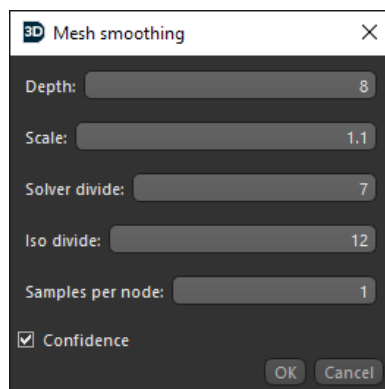 3D Mesh smoothing
Depth: 8
Scale: 1.1
Solver divide: 7
Iso divide: 12
Samples per node: 1
Confidence
OK Cancel